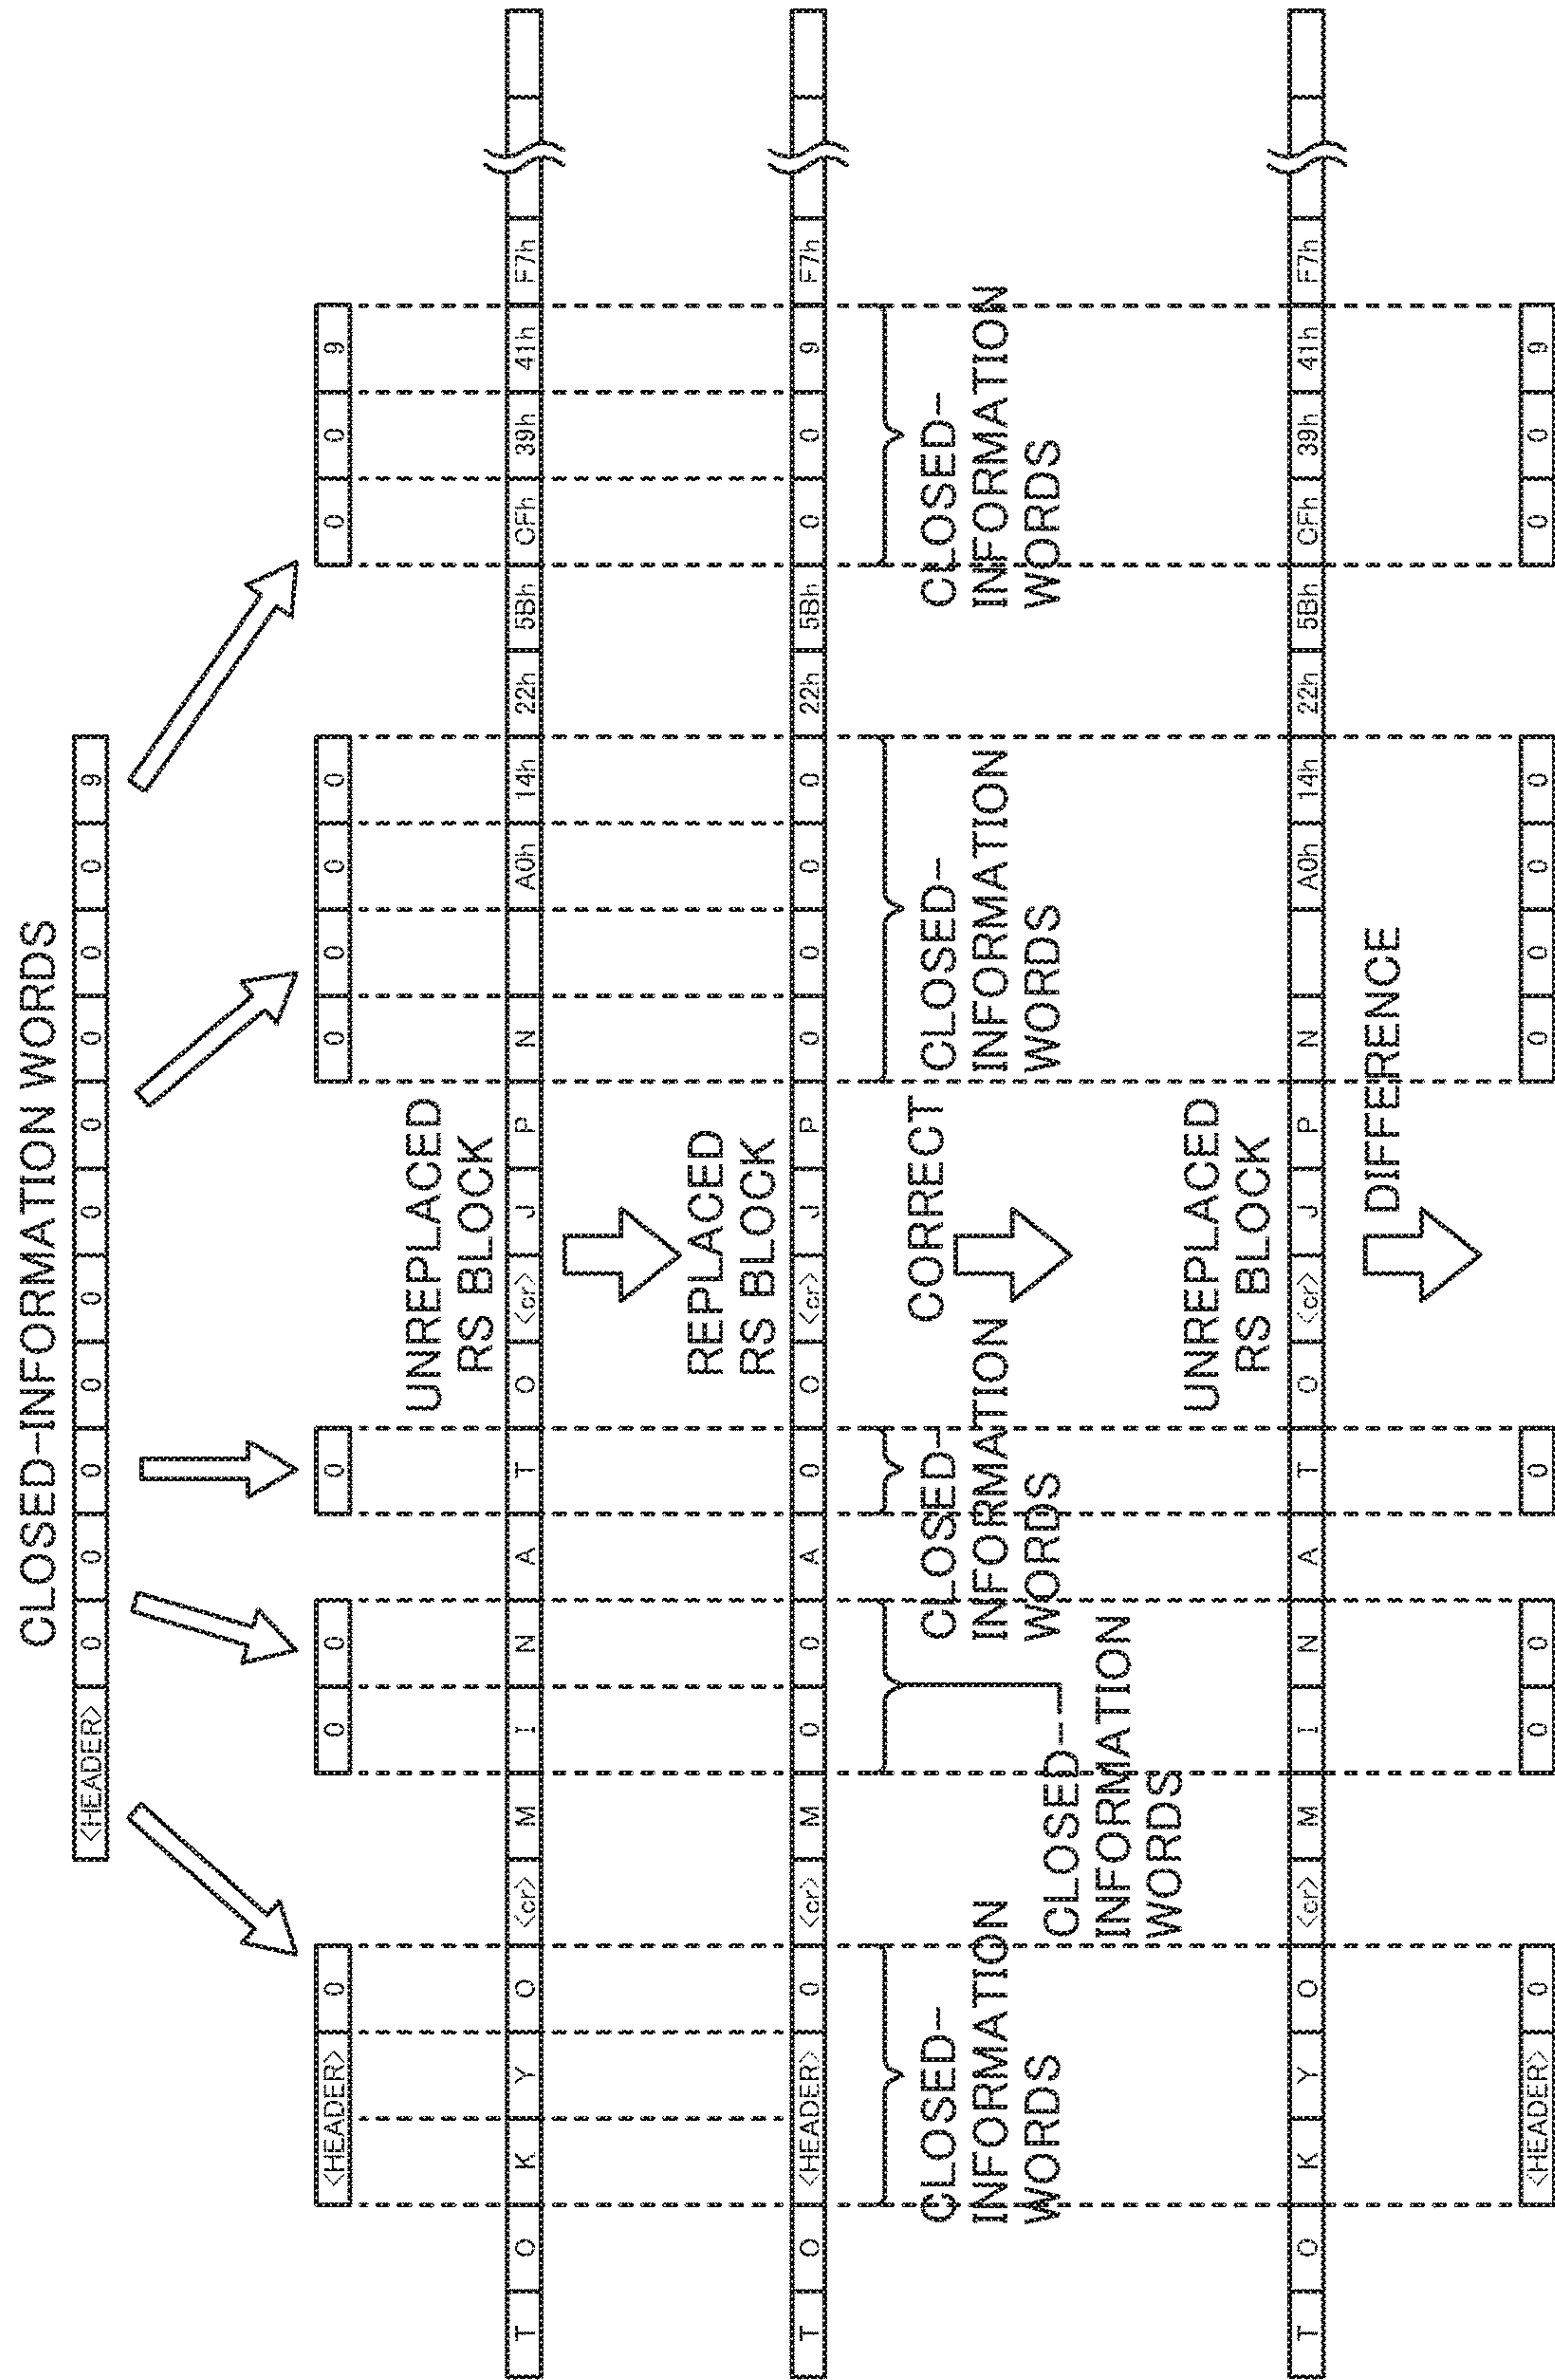 CLOSED-INFORMATION WORDS
<HEADER> 0 0 0 0 0 0 0 0 0 0 9
<HEADER> 0 0 0 0 0 0 0 0 0 0 9
UNREPLACED
RS BLOCK
T O K Y O <cr> M I N A T O <cr> J P N A0h 14h 22h 5Bh CFh 39h 41h F7h
REPLACED
RS BLOCK
T O <HEADER> 0 <cr> M 0 0 A 0 O <cr> J P 0 0 0 0 22h 5Bh 0 0 9 F7h
CLOSED-
INFORMATION
WORDS
CLOSED-
INFORMATION
WORDS
CLOSED-
INFORMATION
WORDS
CORRECT
CLOSED-
INFORMATION
WORDS
CLOSED-
INFORMATION
WORDS
UNREPLACED
RS BLOCK
T O K Y O <cr> M I N A T O <cr> J P N A0h 14h 22h 5Bh CFh 39h 41h F7h
DIFFERENCE
<HEADER> 0 0 0 0 0 0 0 0 0 0 9